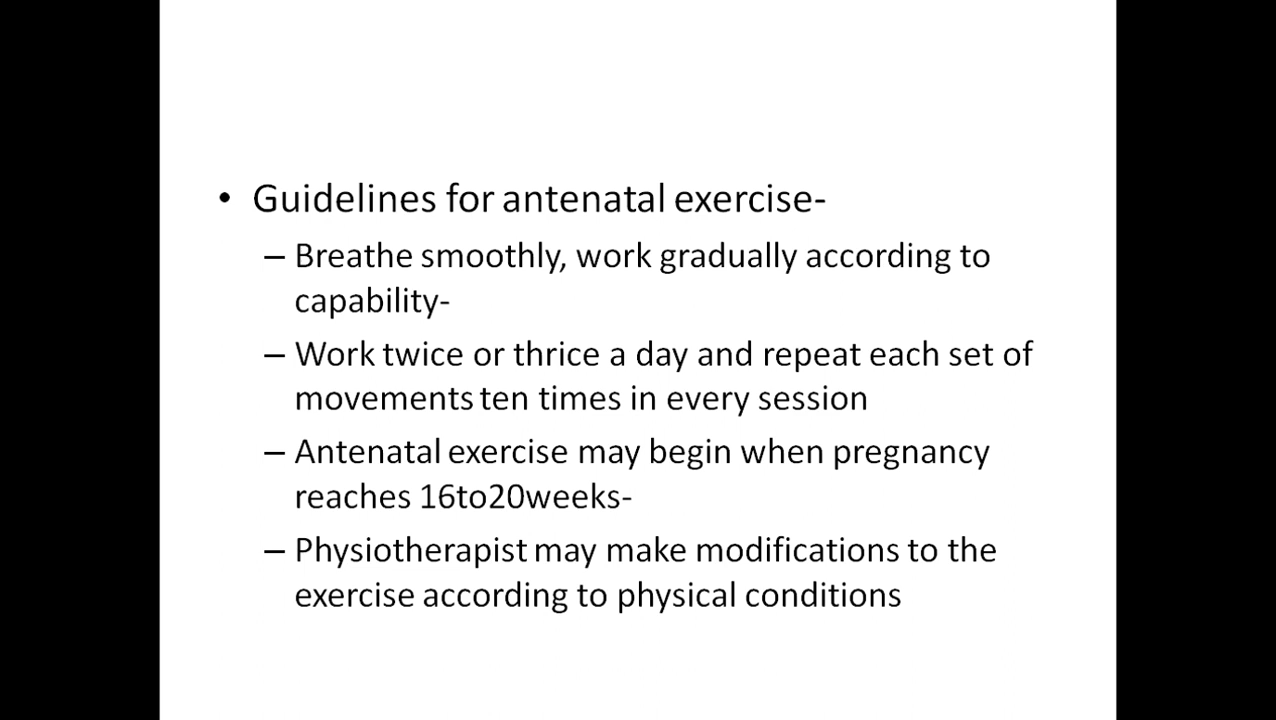 • Guidelines for antenatal exercise-
– Breathe smoothly, work gradually according to
capability-
– Work twice or thrice a day and repeat each set of
movements ten times in every session
– Antenatal exercise may begin when pregnancy
reaches 16to20weeks-
– Physiotherapist may make modifications to the
exercise according to physical conditions